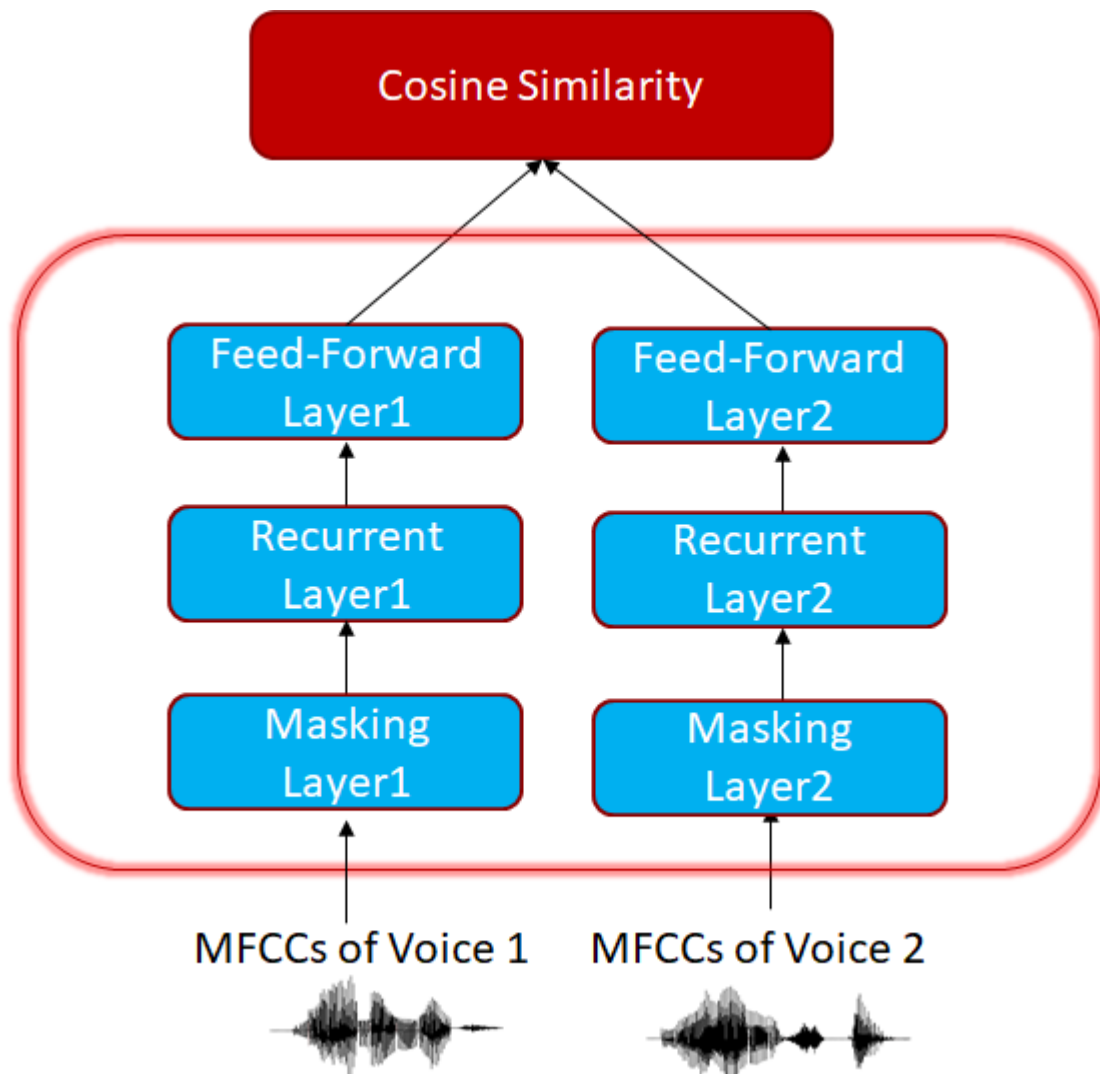 Cosine Similarity
Feed-Forward
Layer1
Feed-Forward
Layer2
Recurrent
Layer1
Recurrent
Layer2
Masking
Layer1
Masking
Layer2
MFCCs of Voice 1
MFCCs of Voice 2